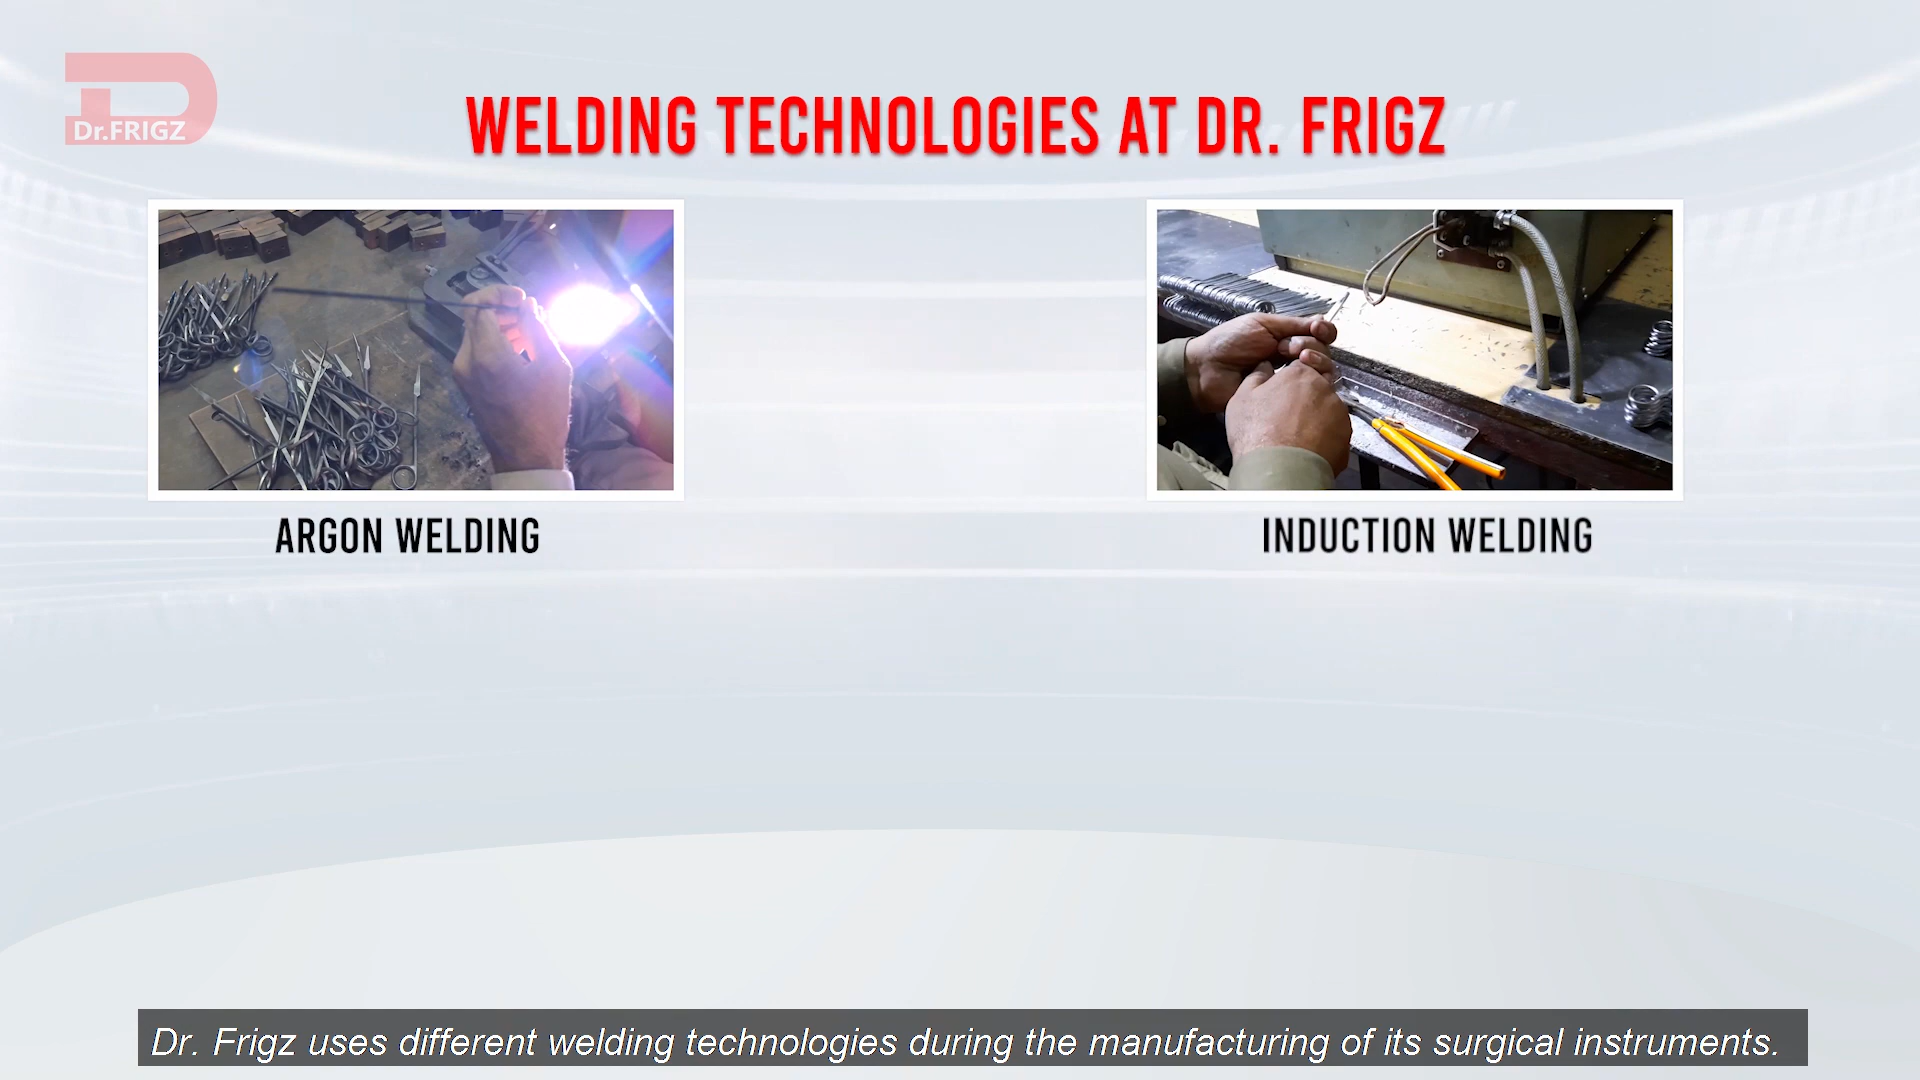 Dr.FRIGZ
WELDING TECHNOLOGIES AT DR. FRIGZ
ARGON WELDING
INDUCTION WELDING
Dr. Frigz uses different welding technologies during the manufacturing of its surgical instruments.